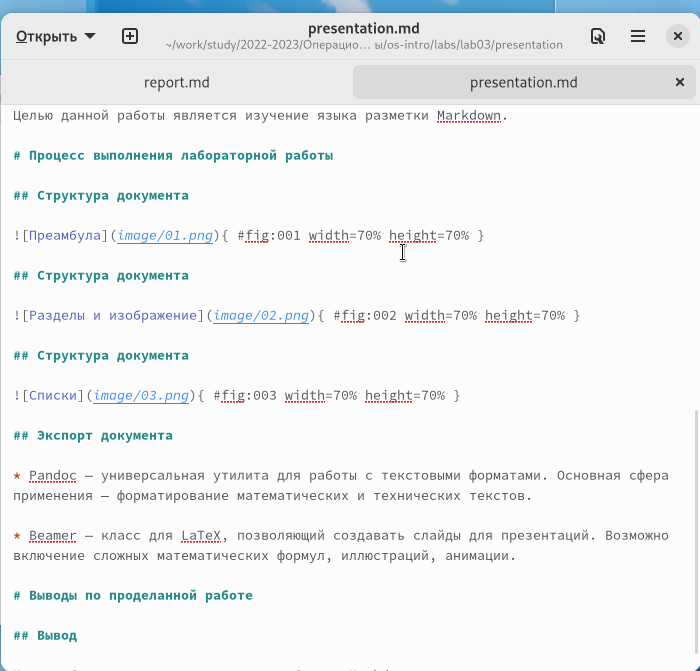 Открыть
presentation.md
~/work/study/2022-2023/Операцио… ы/os-intro/labs/lab03/presentation
report.md
presentation.md
Целью данной работы является изучение языка разметки Markdown.
# Процесс выполнения лабораторной работы
## Структура документа
![Преамбула](image/01.png){ #fig:001 width=70% height=70% }
## Структура документа
![Разделы и изображение](image/02.png){ #fig:002 width=70% height=70% }
## Структура документа
![Списки](image/03.png){ #fig:003 width=70% height=70% }
## Экспорт документа
* Pandoc — универсальная утилита для работы с текстовыми форматами. Основная сфера
применения — форматирование математических и технических текстов.
* Beamer — класс для LaTeX, позволяющий создавать слайды для презентаций. Возможно
включение сложных математических формул, иллюстраций, анимации.
# Выводы по проделанной работе
## Вывод